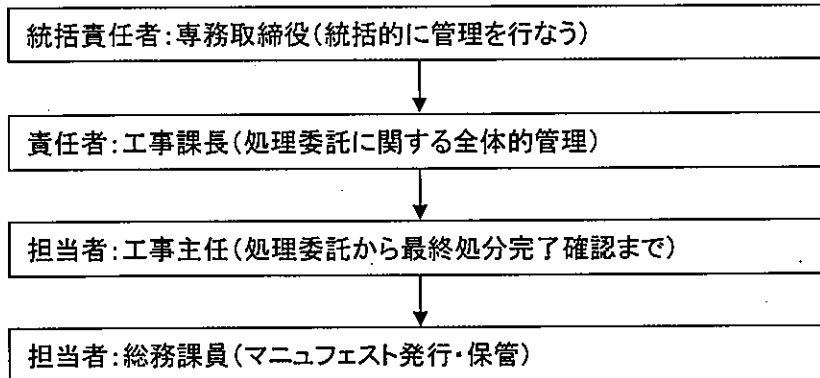 統括責任者:専務取締役(統括的に管理を行なう)
責任者:工事課長(処理委託に関する全体的管理)
担当者:工事主任(処理委託から最終処分完了確認まで)
担当者:総務課員(マニュフェスト発行・保管)